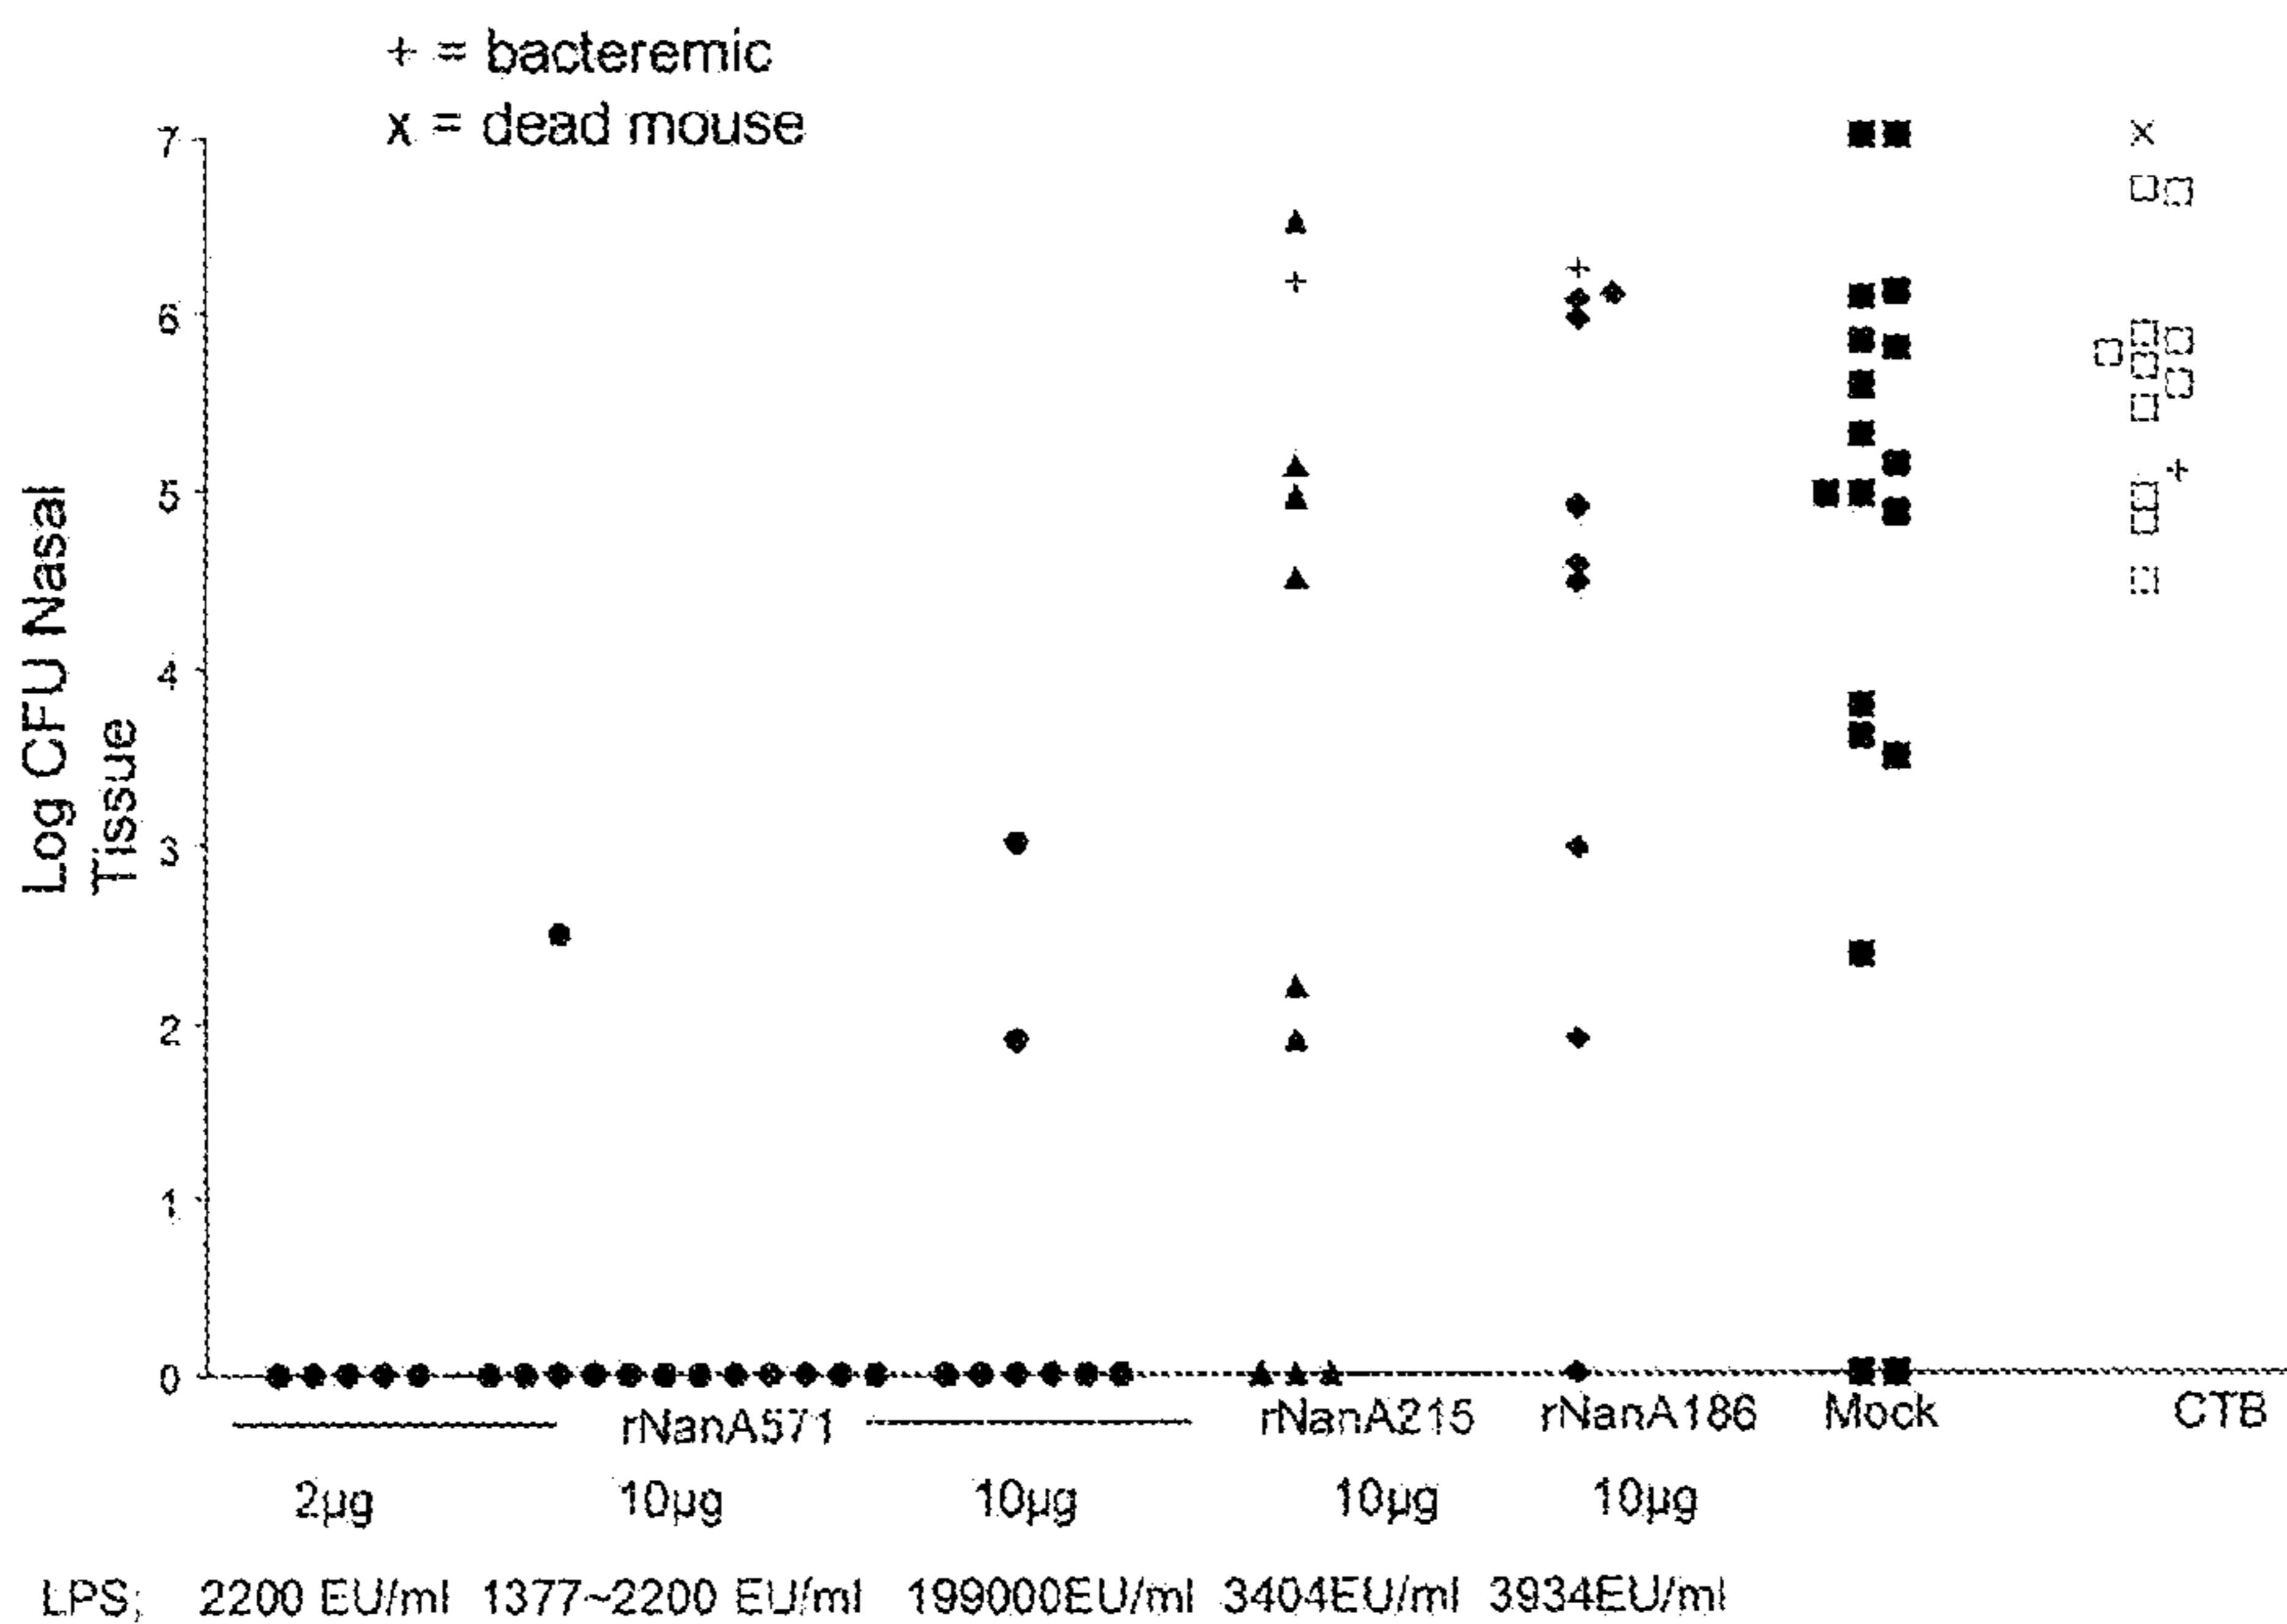 + = bacteremic
x = dead mouse
7
6
5
4
3
2
1
0
Log CFU Nasal
Tissue
rNanA571 rNanA215 rNanA186 Mock CTB
2µg 10µg 10µg 10µg 10µg
LPS; 2200 EU/ml 1377~2200 EU/ml 199000EU/ml 3404EU/ml 3934EU/ml